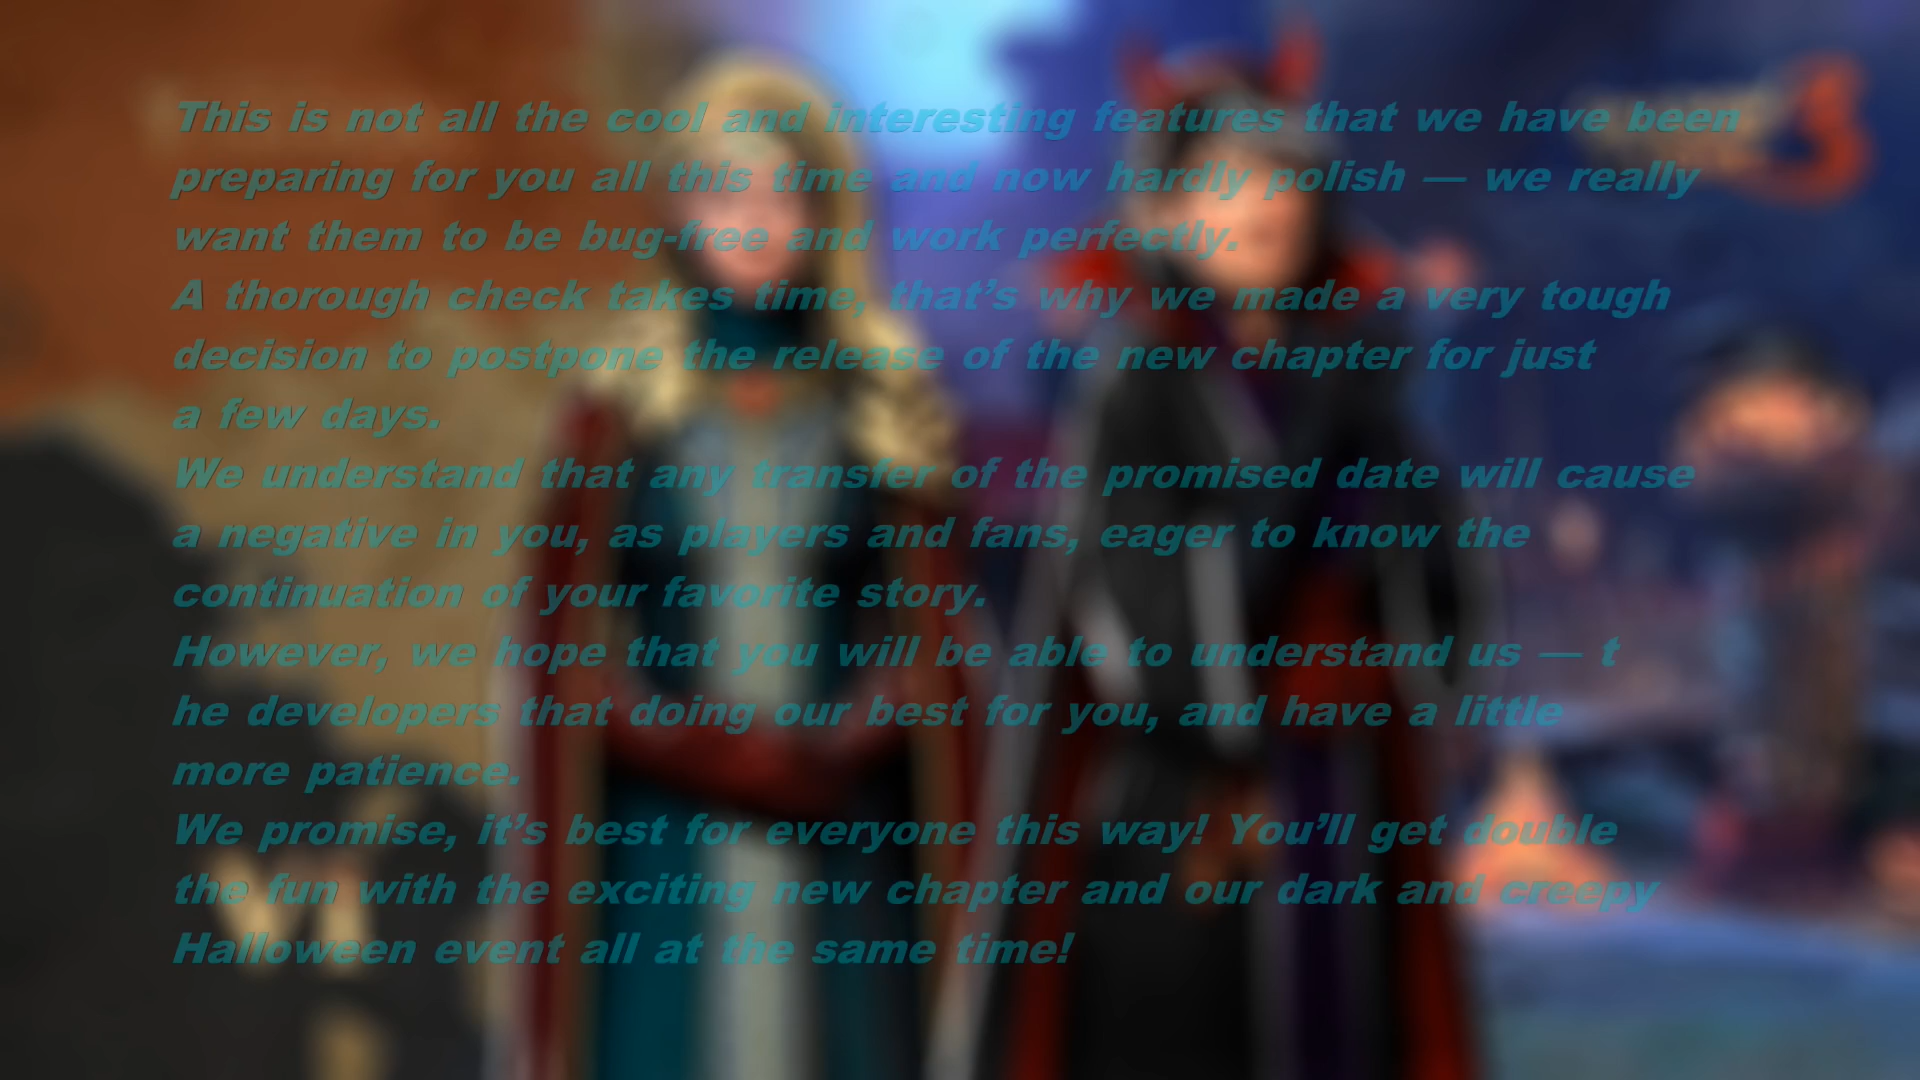 This is not all the cool and interesting features that we have been
preparing for you all this time and now hardly polish — we really
want them to be bug-free and work perfectly.
A thorough check takes time, that’s why we made a very tough
decision to postpone the release of the new chapter for just
a few days.
We understand that any transfer of the promised date will cause
a negative in you, as players and fans, eager to know the
continuation of your favorite story.
However, we hope that you will be able to understand us — t
he developers that doing our best for you, and have a little
more patience.
We promise, it’s best for everyone this way! You’ll get double
the fun with the exciting new chapter and our dark and creepy
Halloween event all at the same time!